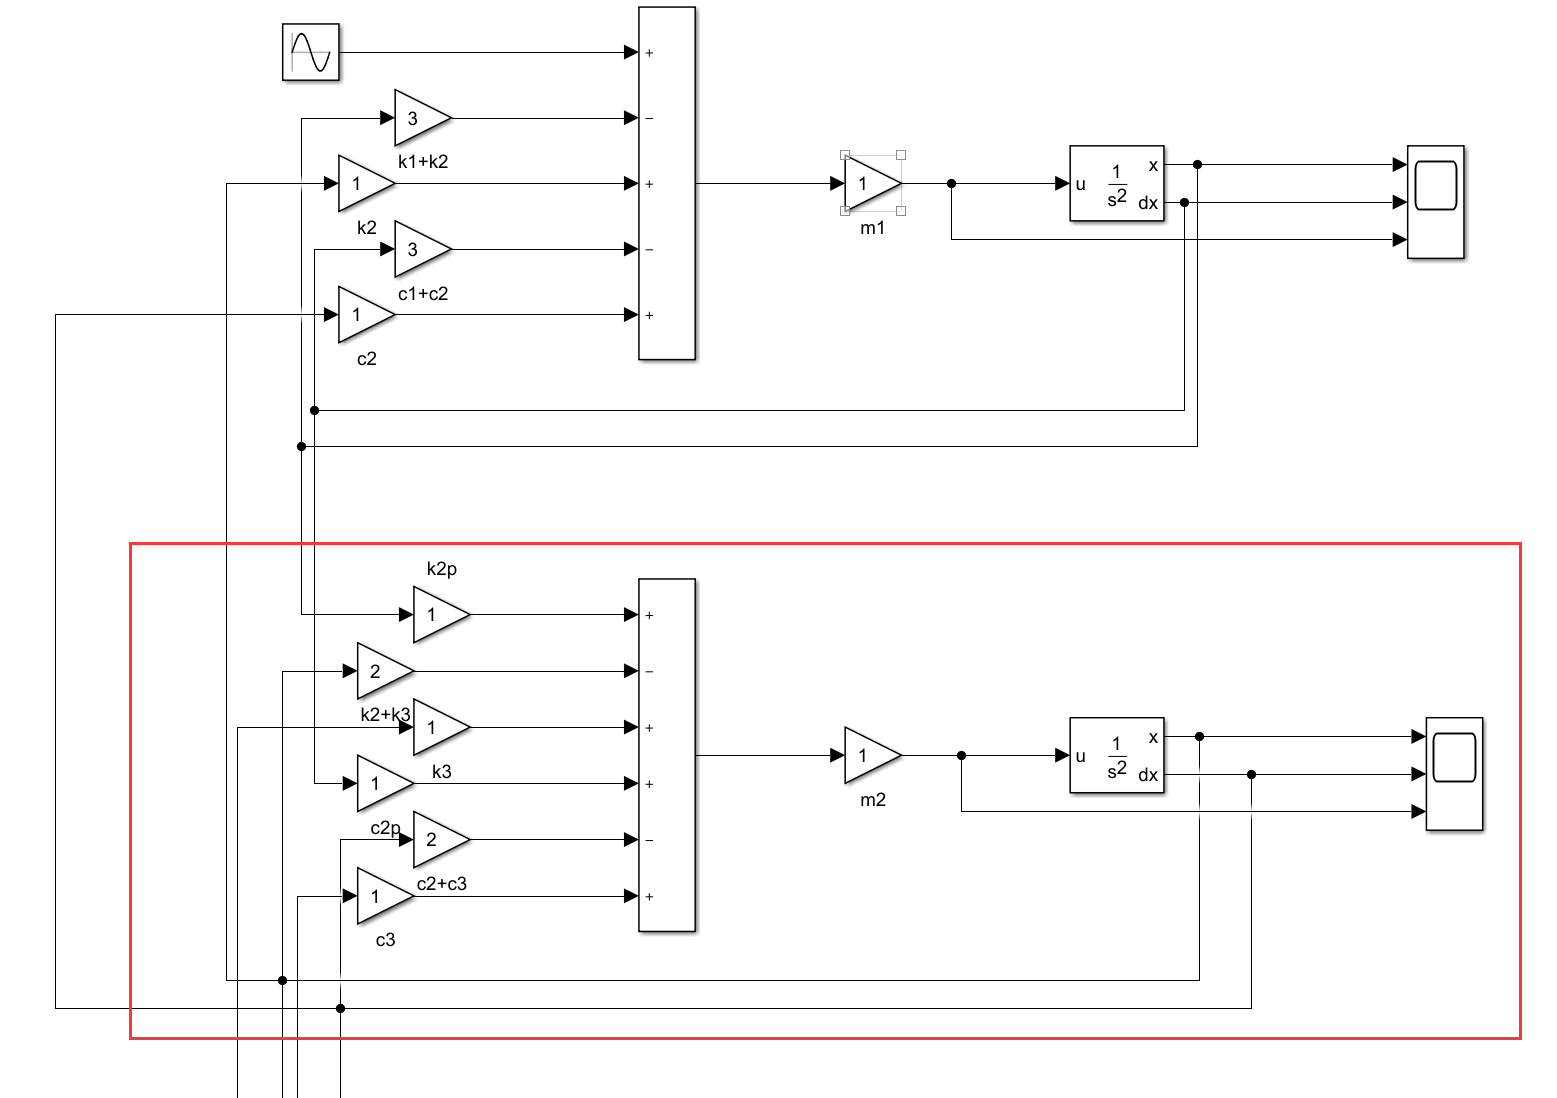 +
3
−
k1+k2
1
+
k2
3
−
c1+c2
1
+
c2
1
m1
u
1
s2
x
dx
k2p
1
+
2
−
k2+k3
1
+
k3
1
+
c2p
2
−
c2+c3
1
+
c3
1
m2
u
1
s2
x
dx